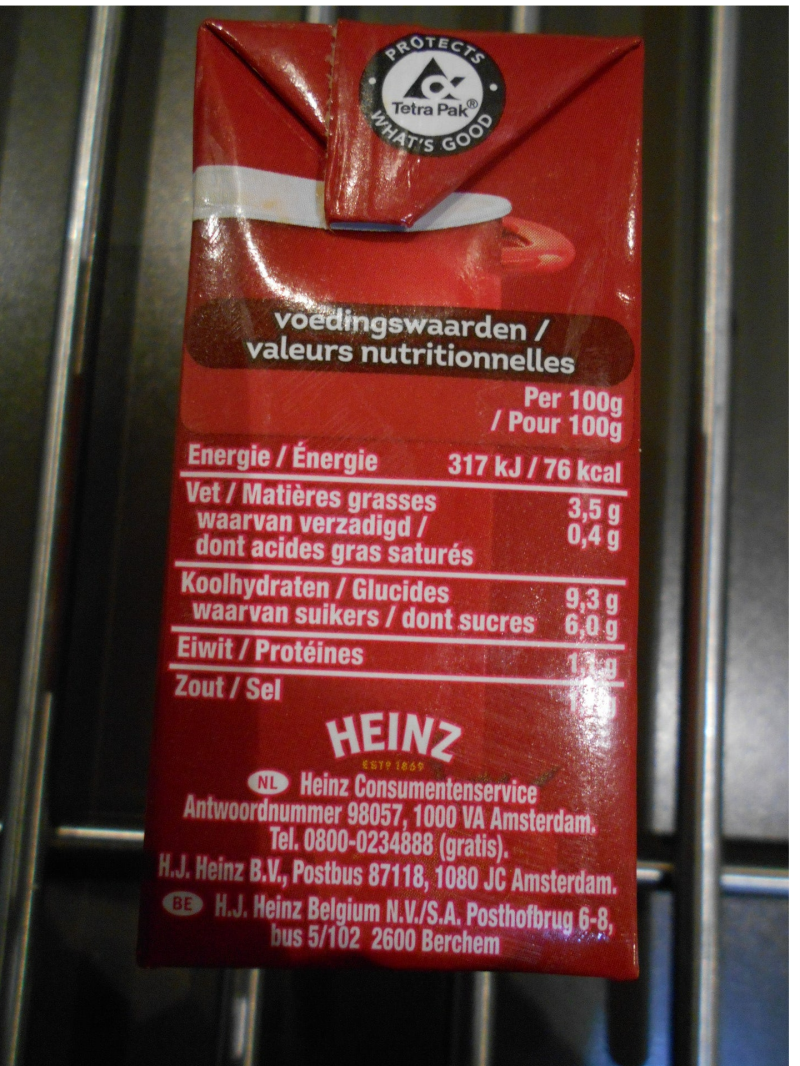 PROTECTS
Tetra Pak®
WHAT'S GOOD
voedingswaarden /
valeurs nutritionnelles
Per 100g
/ Pour 100g
Energie / Énergie 317 kJ / 76 kcal
Vet / Matières grasses 3,5 g
waarvan verzadigd / 0,4 g
dont acides gras saturés
Koolhydraten / Glucides 9,3 g
waarvan suikers / dont sucres 6,0 g
Eiwit / Protéines
Zout / Sel
HEINZ
ESTD 1869
NL Heinz Consumentenservice
Antwoordnummer 98057, 1000 VA Amsterdam.
Tel. 0800-0234888 (gratis).
H.J. Heinz B.V., Postbus 87118, 1080 JC Amsterdam.
BE H.J. Heinz Belgium N.V./S.A. Posthofbrug 6-8,
bus 5/102 2600 Berchem